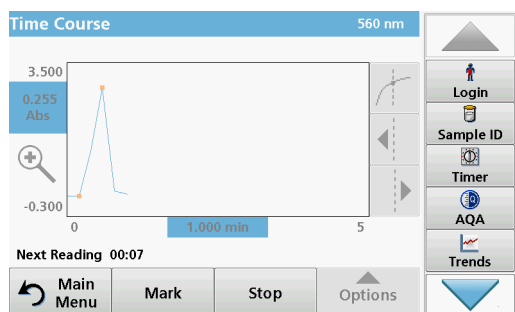 Time Course 560 nm
3.500
0.255
Abs
-0.300
0 1.000 min 5
Next Reading 00:07
Main Menu
Mark
Stop
Options
Login
Sample ID
Timer
AQA
Trends